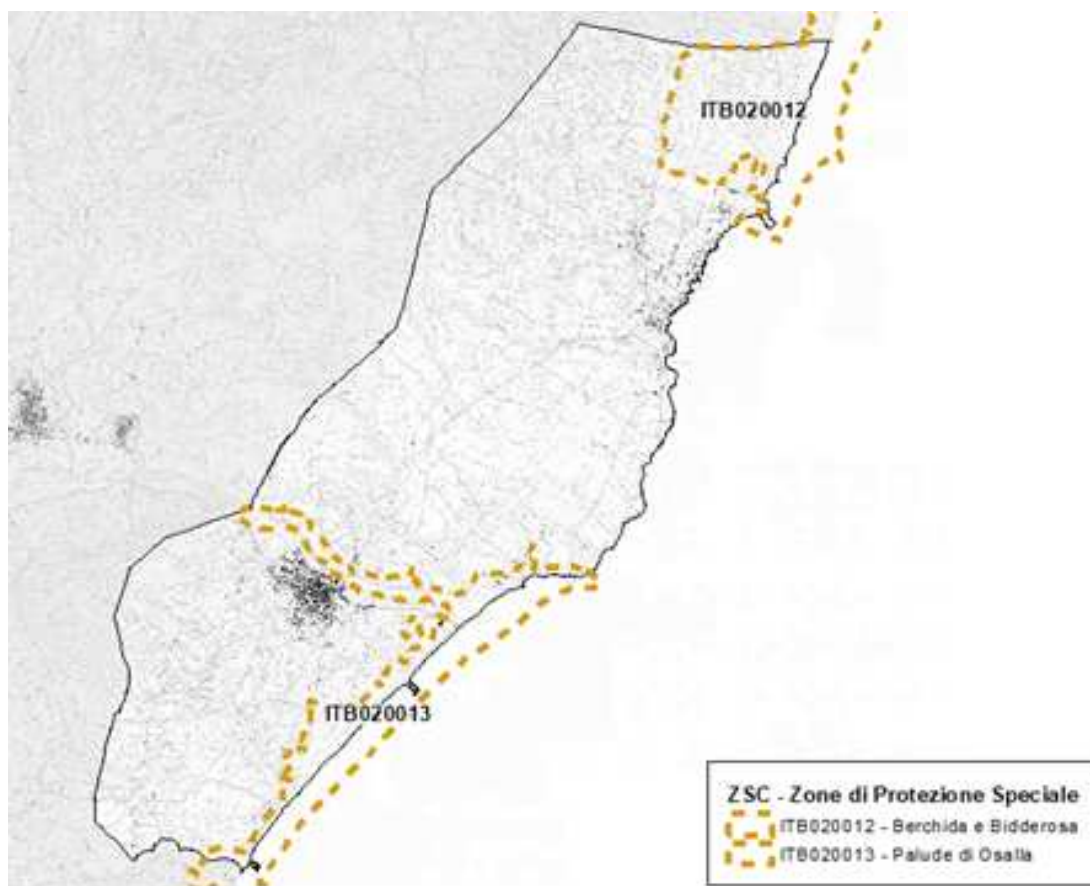 ITB020012
ITB020013
ZSC - Zone di Protezione Speciale
ITB020012 - Berchida e Bidderosa
ITB020013 - Palude di Osalla